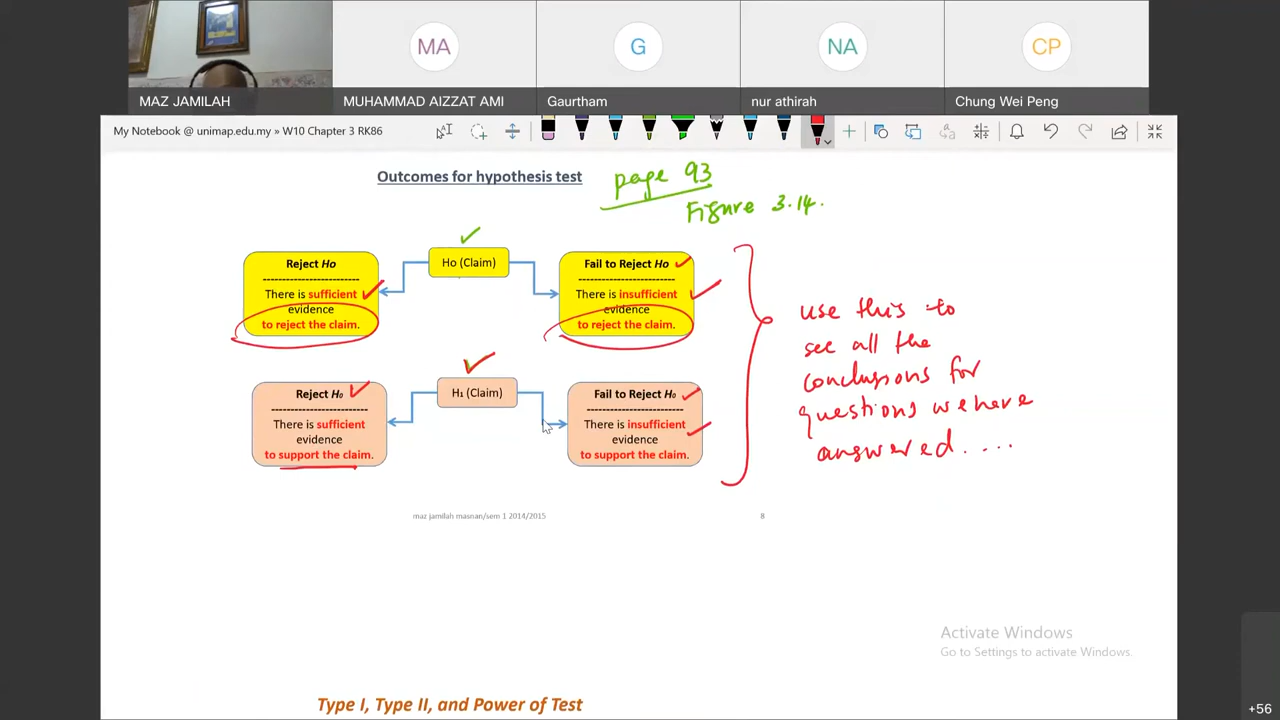 MA
G
NA
CP
MAZ JAMILAH
MUHAMMAD AIZZAT AMI
Gaurtham
nur athirah
Chung Wei Peng
My Notebook @ unimap.edu.my » W10 Chapter 3 RK86
Outcomes for hypothesis test
page 93
Figure 3.14.
Reject Ho
There is sufficient
evidence
to reject the claim.
Ho (Claim)
Fail to Reject Ho
There is insufficient
evidence
to reject the claim.
Reject H₀
There is sufficient
evidence
to support the claim.
H₁ (Claim)
Fail to Reject H₀
There is insufficient
evidence
to support the claim.
use this to
see all the
conclusions for
questions we have
answered....
maz jamilah masnan/sem 1 2014/2015
8
Activate Windows
Go to Settings to activate Windows.
Type I, Type II, and Power of Test
+56